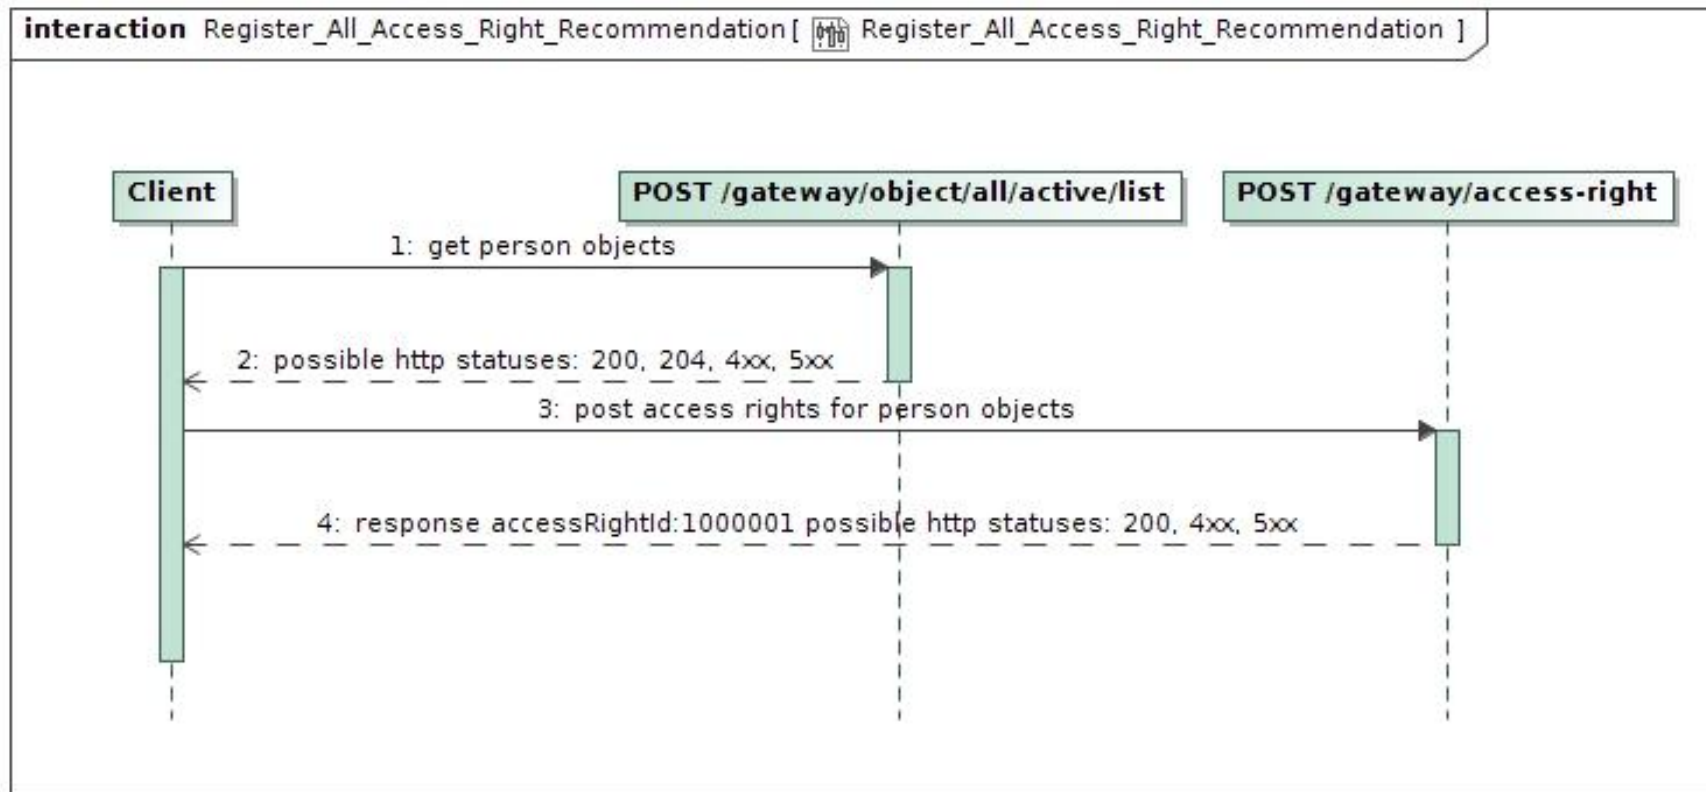 interaction Register_All_Access_Right_Recommendation[ Register_All_Access_Right_Recommendation ]
Client
POST /gateway/object/all/active/list
POST /gateway/access-right
1: get person objects
2: possible http statuses: 200, 204, 4xx, 5xx
3: post access rights for person objects
4: response accessRightId:1000001 possible http statuses: 200, 4xx, 5xx